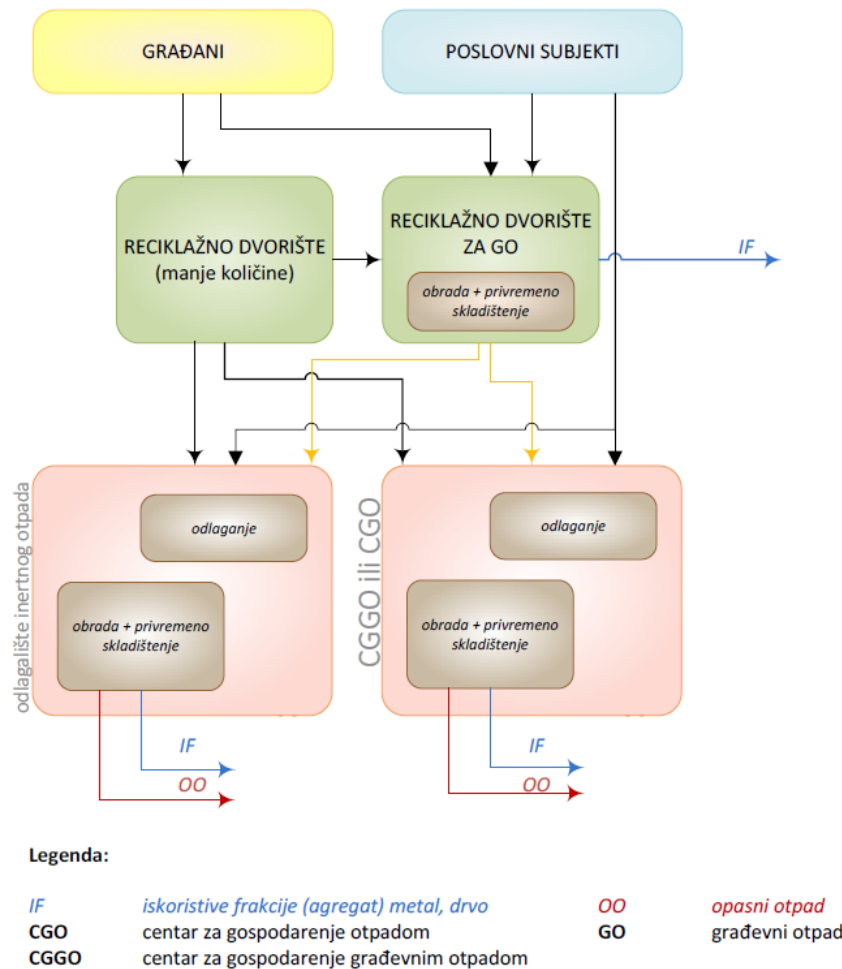 GRAĐANI
POSLOVNI SUBJEKTI
RECIKLAŽNO DVORIŠTE
(manje količine)
RECIKLAŽNO DVORIŠTE
ZA GO
obrada + privremeno
skladištenje
IF
odlagalište inertnog otpada
odlaganje
obrada + privremeno
skladištenje
IF
OO
CGGO ili CGO
odlaganje
obrada + privremeno
skladištenje
IF
OO
Legenda:
IF iskoristive frakcije (agregat) metal, drvo OO opasni otpad
CGO centar za gospodarenje otpadom GO građevni otpad
CGGO centar za gospodarenje građevnim otpadom